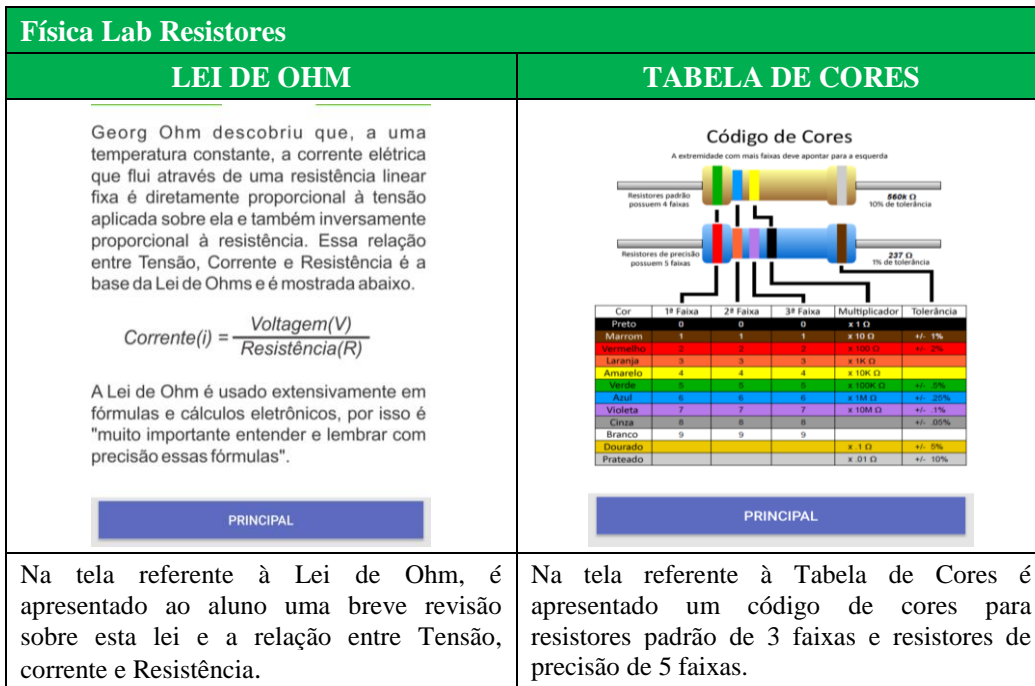 Física Lab Resistores
LEI DE OHM
TABELA DE CORES
Georg Ohm descobriu que, a uma
temperatura constante, a corrente elétrica
que flui através de uma resistência linear
fixa é diretamente proporcional à tensão
aplicada sobre ela e também inversamente
proporcional à resistência. Essa relação
entre Tensão, Corrente e Resistência é a
base da Lei de Ohms e é mostrada abaixo.
Corrente(i) = Voltagem(V) / Resistência(R)
A Lei de Ohm é usado extensivamente em
fórmulas e cálculos eletrônicos, por isso é
"muito importante entender e lembrar com
precisão essas fórmulas".
PRINCIPAL
Código de Cores
A extremidade com mais faixas deve apontar para a esquerda
Resistores padrão
possuem 4 faixas
560k Ω
10% de tolerância
Resistores de precisão
possuem 5 faixas
237 Ω
1% de tolerância
Cor 1ª Faixa 2ª Faixa 3ª Faixa Multiplicador Tolerância
Preto 0 0 0 x 1 Ω
Marrom 1 1 1 x 10 Ω +/- 1%
Vermelho 2 2 2 x 100 Ω +/- 2%
Laranja 3 3 3 x 1K Ω
Amarelo 4 4 4 x 10K Ω
Verde 5 5 5 x 100K Ω +/- .5%
Azul 6 6 6 x 1M Ω +/- .25%
Violeta 7 7 7 x 10M Ω +/- .1%
Cinza 8 8 8 +/- .05%
Branco 9 9 9
Dourado x .1 Ω +/- 5%
Prateado x .01 Ω +/- 10%
PRINCIPAL
Na tela referente à Lei de Ohm, é
apresentado ao aluno uma breve revisão
sobre esta lei e a relação entre Tensão,
corrente e Resistência.
Na tela referente à Tabela de Cores é
apresentado um código de cores para
resistores padrão de 3 faixas e resistores de
precisão de 5 faixas.